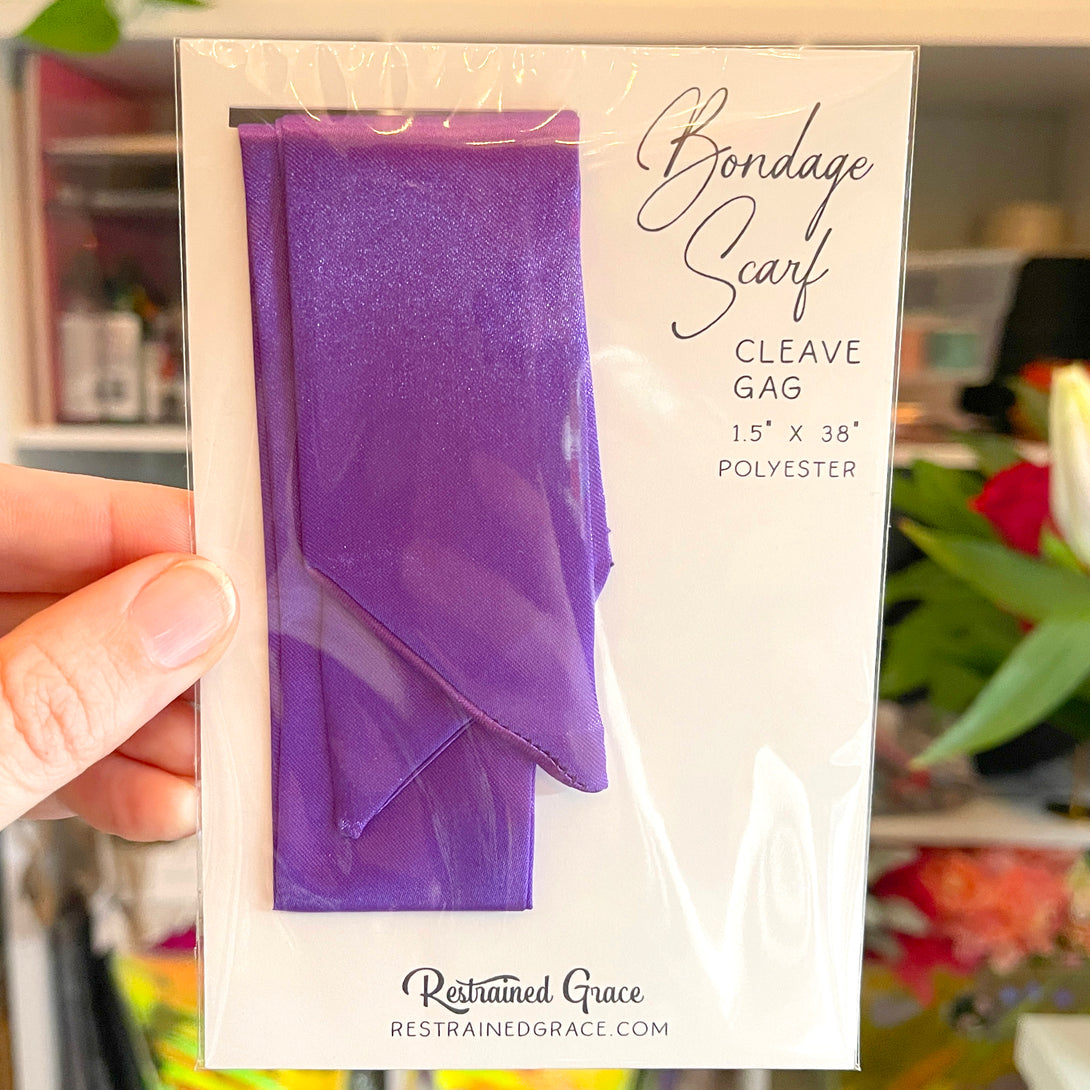 Bondage
Scarf
CLEAVE
GAG
1.5" X 38"
POLYESTER
Restrained Grace
RESTRAINEDGRACE.COM